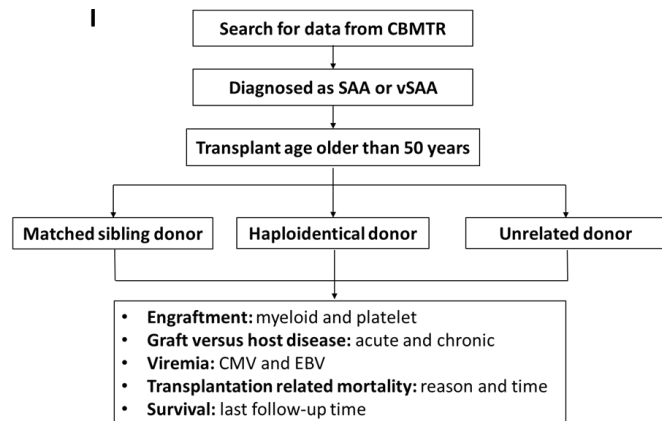 I
Search for data from CBMTR
Diagnosed as SAA or vSAA
Transplant age older than 50 years
Matched sibling donor
Haploidentical donor
Unrelated donor
• Engraftment: myeloid and platelet
• Graft versus host disease: acute and chronic
• Viremia: CMV and EBV
• Transplantation related mortality: reason and time
• Survival: last follow-up time